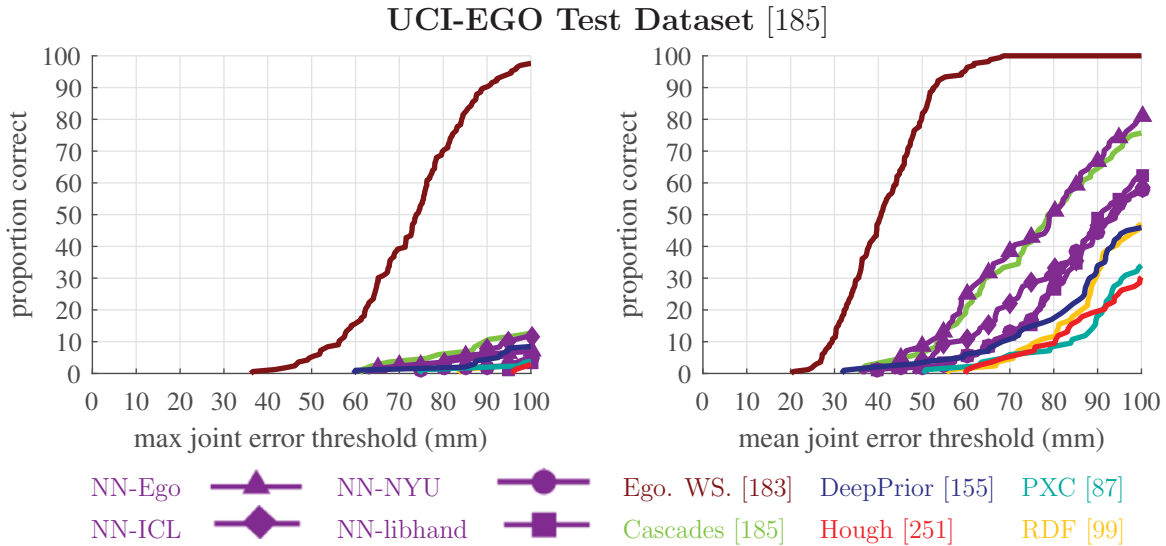 UCI-EGO Test Dataset [185]
proportion correct
100
90
80
70
60
50
40
30
20
10
0
0 10 20 30 40 50 60 70 80 90 100
max joint error threshold (mm)
proportion correct
100
90
80
70
60
50
40
30
20
10
0
0 10 20 30 40 50 60 70 80 90 100
mean joint error threshold (mm)
NN-Ego NN-NYU Ego. WS. [183] DeepPrior [155] PXC [87]
NN-ICL NN-libhand Cascades [185] Hough [251] RDF [99]